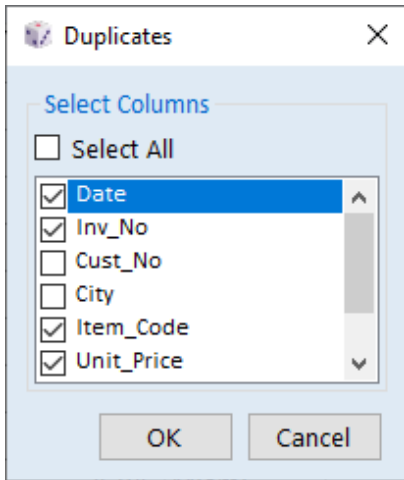 Duplicates
Select Columns
Select All
Date
Inv_No
Cust_No
City
Item_Code
Unit_Price
OK
Cancel